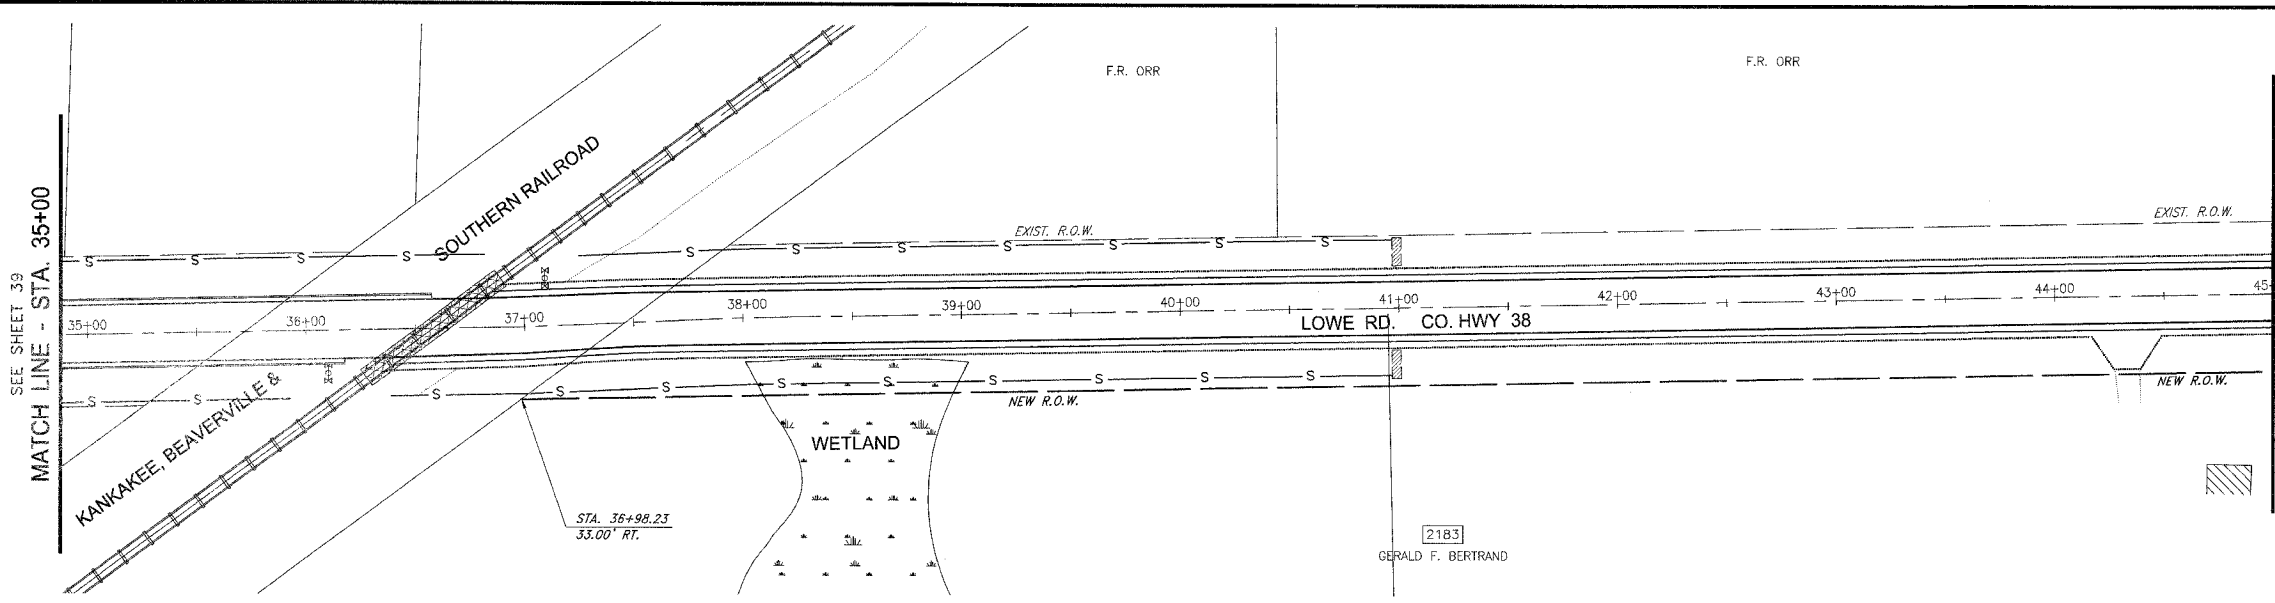 SEE SHEET 39
MATCH LINE - STA. 35+00
F.R. ORR
F.R. ORR
SOUTHERN RAILROAD
KANKAKEE, BEAVERVILLE &
EXIST. R.O.W.
EXIST. R.O.W.
S S S S S S S S S S S
35+00
36+00
37+00
38+00
39+00
40+00
41+00
42+00
43+00
44+00
45
LOWE RD. CO. HWY 38
S S S S S S S S S S S
NEW R.O.W.
NEW R.O.W.
WETLAND
STA. 36+98.23
33.00' RT.
2183
GERALD F. BERTRAND